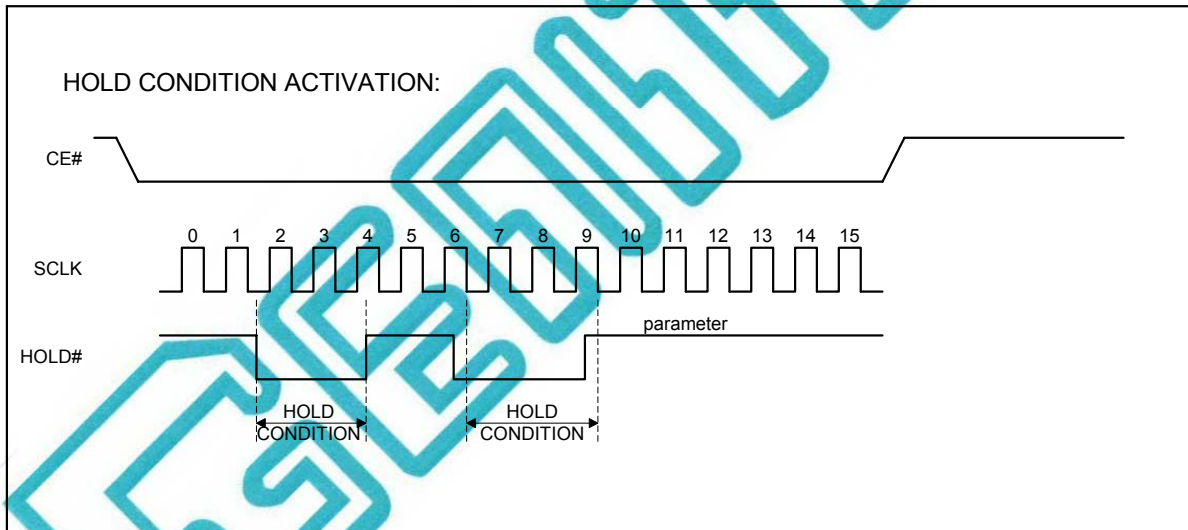 HOLD CONDITION ACTIVATION:
CE#
0 1 2 3 4 5 6 7 8 9 10 11 12 13 14 15
SCLK
parameter
HOLD#
HOLD HOLD
CONDITION CONDITION